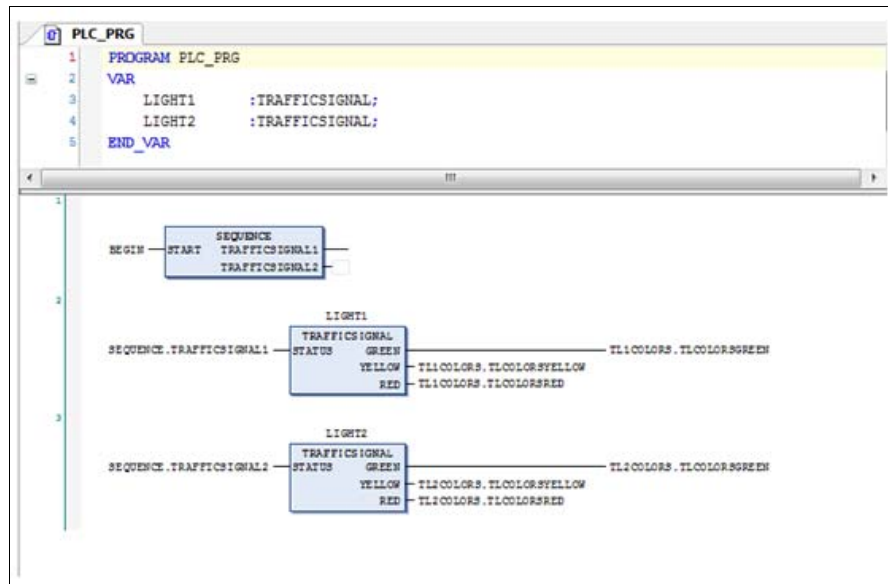 PLC_PRG
1 PROGRAM PLC_PRG
2 VAR
3 LIGHT1 :TRAFFICSIGNAL;
4 LIGHT2 :TRAFFICSIGNAL;
5 END_VAR
1
SEQUENCE
BEGIN START TRAFFICSIGNAL1
TRAFFICSIGNAL2
2
LIGHT1
TRAFFICSIGNAL
SEQUENCE.TRAFFICSIGNAL1 STATUS GREEN TL1COLORS.TLCOLORSGREEN
YELLOW TL1COLORS.TLCOLORSYELLOW
RED TL1COLORS.TLCOLORSRED
3
LIGHT2
TRAFFICSIGNAL
SEQUENCE.TRAFFICSIGNAL2 STATUS GREEN TL2COLORS.TLCOLORSGREEN
YELLOW TL2COLORS.TLCOLORSYELLOW
RED TL2COLORS.TLCOLORSRED